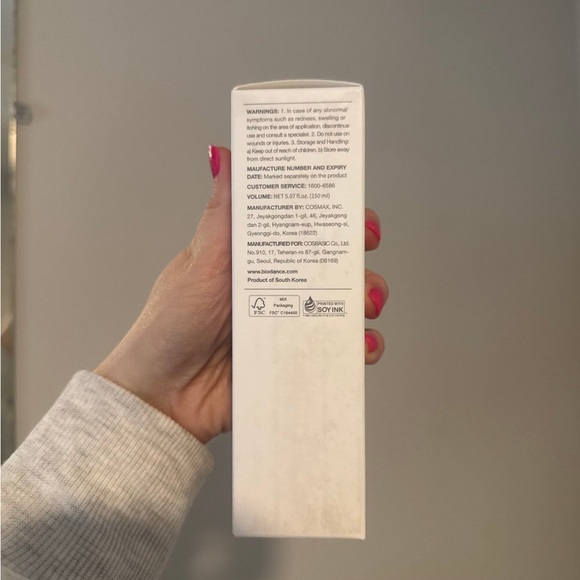 WARNINGS: 1. In case of any abnormal
symptoms such as redness, swelling or
itching on the area of application, discontinue
use and consult a specialist. 2. Do not use on
wounds or injuries. 3. Storage and Handling:
a) Keep out of reach of children. b) Store away
from direct sunlight.
MAUFACTURE NUMBER AND EXPIRY
DATE: Marked separately on the product
CUSTOMER SERVICE: 1600-6586
VOLUME: NET 5.07 fl.oz. (150 ml)
MANUFACTURER BY: COSMAX, INC.
27, Jeyakgongdan 1-gil, 46, Jeyakgong
dan 2-gil, Hyangnam-eup, Hwaseong-si,
Gyeonggi-do, Korea (18622)
MANUFACTURED FOR: COSBASIC Co., Ltd.
No.910, 17, Teheran-ro 87-gil, Gangnam-
gu, Seoul, Republic of Korea (06169)
www.biodance.com
Product of South Korea
FSC
MIX
Packaging
FSC® C164455
PRINTED WITH
SOY INK